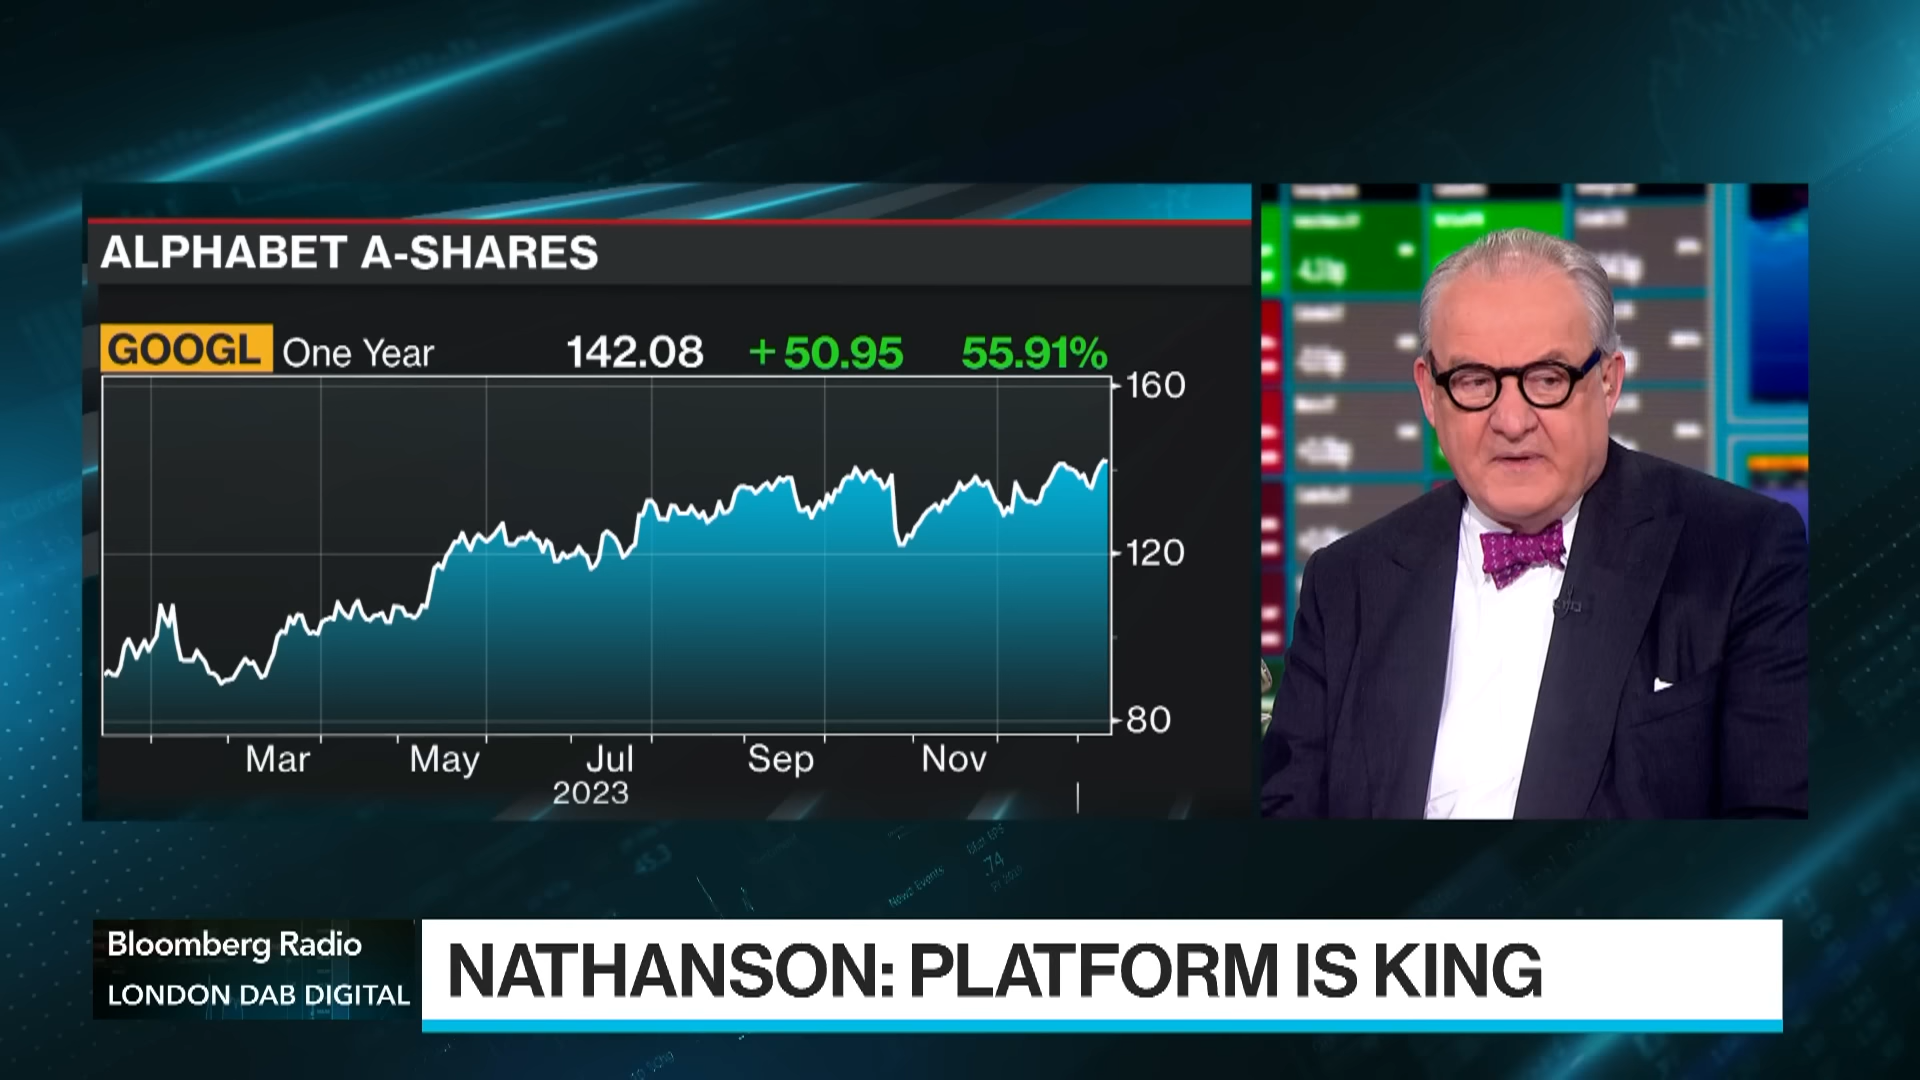 ALPHABET A-SHARES
GOOGL One Year 142.08 +50.95 55.91%
160
120
80
Mar May Jul Sep Nov
2023
Bloomberg Radio
LONDON DAB DIGITAL
NATHANSON: PLATFORM IS KING